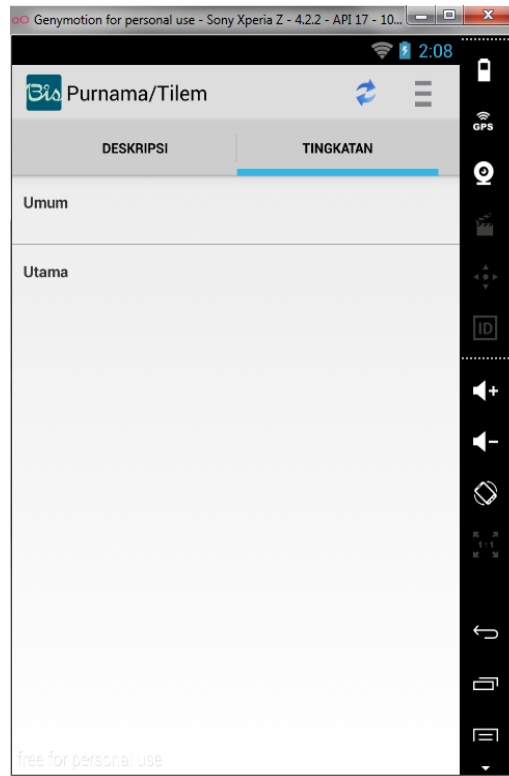 Genymotion for personal use - Sony Xperia Z - 4.2.2 - API 17 - 10...
2:08
Bis Purnama/Tilem
GPS
DESKRIPSI TINGKATAN
Umum
Utama
ID
1:1
free for personal use